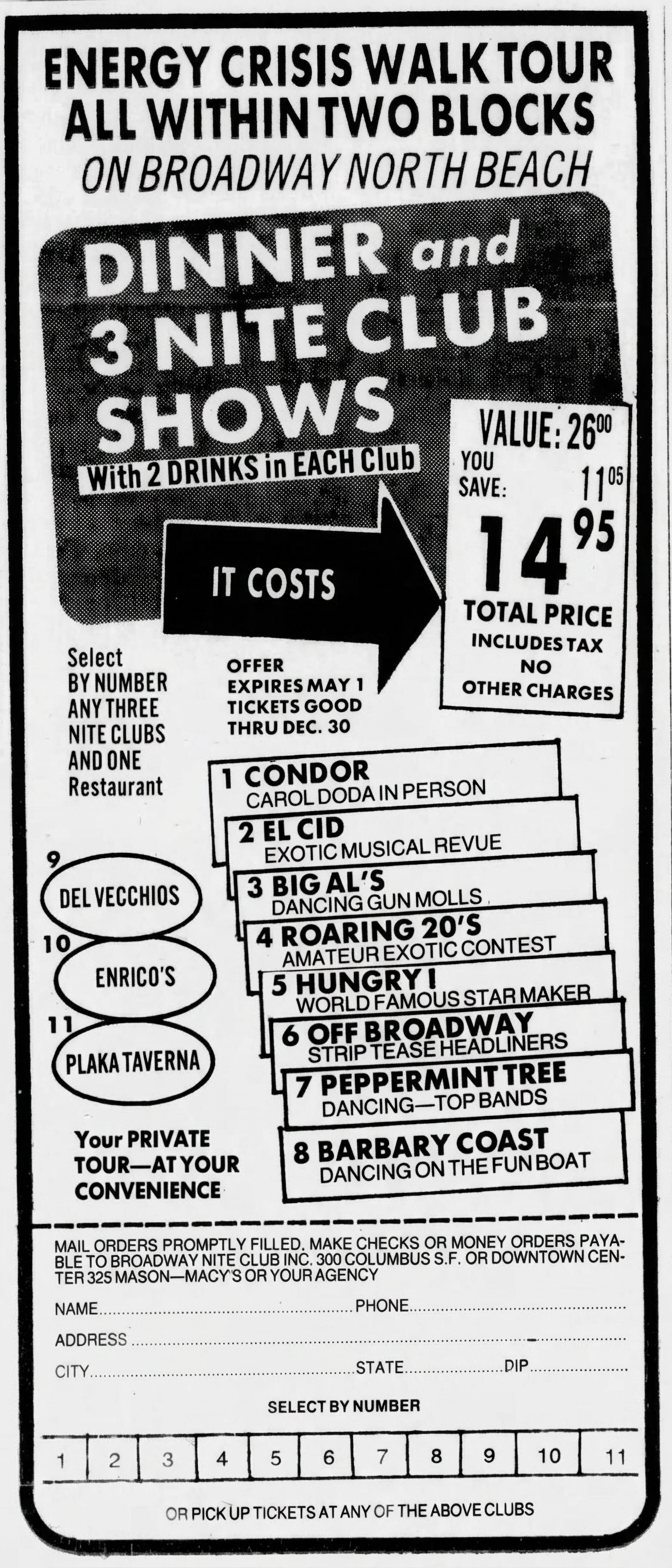 ENERGY CRISIS WALK TOUR
ALL WITHIN TWO BLOCKS
ON BROADWAY NORTH BEACH
DINNER and
3 NITE CLUB
SHOWS
With 2 DRINKS in EACH Club
VALUE: 26⁰⁰
YOU
SAVE: 11⁰⁵
IT COSTS
14⁹⁵
TOTAL PRICE
INCLUDES TAX
NO
OTHER CHARGES
Select
BY NUMBER
ANY THREE
NITE CLUBS
AND ONE
Restaurant
OFFER
EXPIRES MAY 1
TICKETS GOOD
THRU DEC. 30
1 CONDOR
CAROL DODA IN PERSON
2 EL CID
EXOTIC MUSICAL REVUE
3 BIG AL'S
DANCING GUN MOLLS
4 ROARING 20'S
AMATEUR EXOTIC CONTEST
5 HUNGRY I
WORLD FAMOUS STAR MAKER
6 OFF BROADWAY
STRIP TEASE HEADLINERS
7 PEPPERMINT TREE
DANCING—TOP BANDS
8 BARBARY COAST
DANCING ON THE FUN BOAT
9
DEL VECCHIOS
10
ENRICO'S
11
PLAKA TAVERNA
Your PRIVATE
TOUR—AT YOUR
CONVENIENCE
MAIL ORDERS PROMPTLY FILLED. MAKE CHECKS OR MONEY ORDERS PAYA-
BLE TO BROADWAY NITE CLUB INC. 300 COLUMBUS S.F. OR DOWNTOWN CEN-
TER 325 MASON—MACY'S OR YOUR AGENCY
NAME..........PHONE..........
ADDRESS..........
CITY..........STATE..........DIP..........
SELECT BY NUMBER
1 2 3 4 5 6 7 8 9 10 11
OR PICK UP TICKETS AT ANY OF THE ABOVE CLUBS